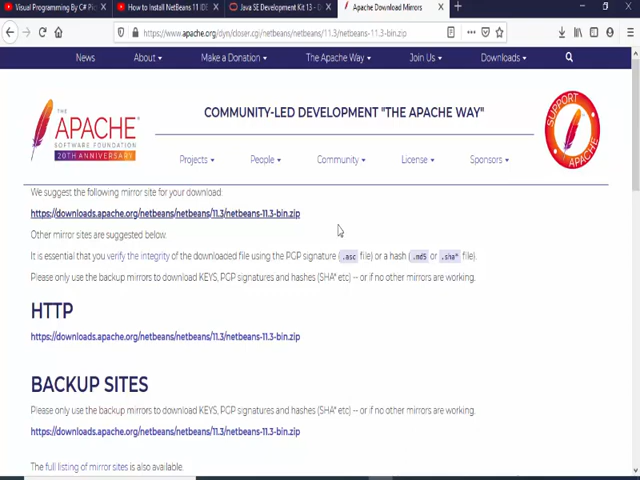 Visual Programming By C# Pi
How to Install NetBeans 11 IDE
Java SE Development Kit 13 - D
Apache Download Mirrors
https://www.apache.org/dyn/closer.cgi/netbeans/netbeans/11.3/netbeans-11.3-bin.zip
News About Make a Donation The Apache Way Join Us Downloads
THE
APACHE
SOFTWARE FOUNDATION
20TH ANNIVERSARY
COMMUNITY-LED DEVELOPMENT "THE APACHE WAY"
SUPPORT
APACHE
Projects People Community License Sponsors
We suggest the following mirror site for your download:
https://downloads.apache.org/netbeans/netbeans/11.3/netbeans-11.3-bin.zip
Other mirror sites are suggested below.
It is essential that you verify the integrity of the downloaded file using the PGP signature (.asc file) or a hash (.md5 or .sha* file).
Please only use the backup mirrors to download KEYS, PGP signatures and hashes (SHA* etc) -- or if no other mirrors are working.
HTTP
https://downloads.apache.org/netbeans/netbeans/11.3/netbeans-11.3-bin.zip
BACKUP SITES
Please only use the backup mirrors to download KEYS, PGP signatures and hashes (SHA* etc) -- or if no other mirrors are working.
https://downloads.apache.org/netbeans/netbeans/11.3/netbeans-11.3-bin.zip
The full listing of mirror sites is also available.